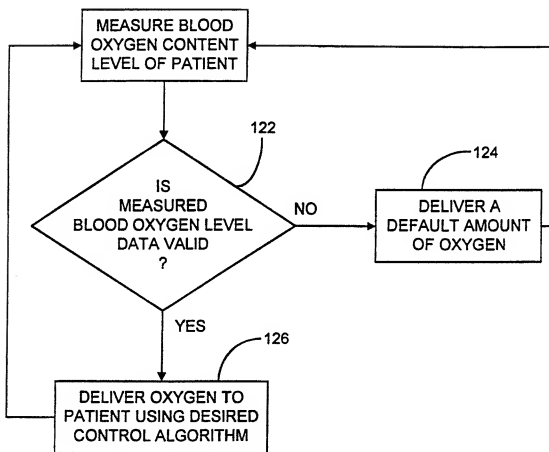 MEASURE BLOOD
OXYGEN CONTENT
LEVEL OF PATIENT
122
IS
MEASURED
BLOOD OXYGEN LEVEL
DATA VALID
?
NO
124
DELIVER A
DEFAULT AMOUNT
OF OXYGEN
YES
126
DELIVER OXYGEN TO
PATIENT USING DESIRED
CONTROL ALGORITHM